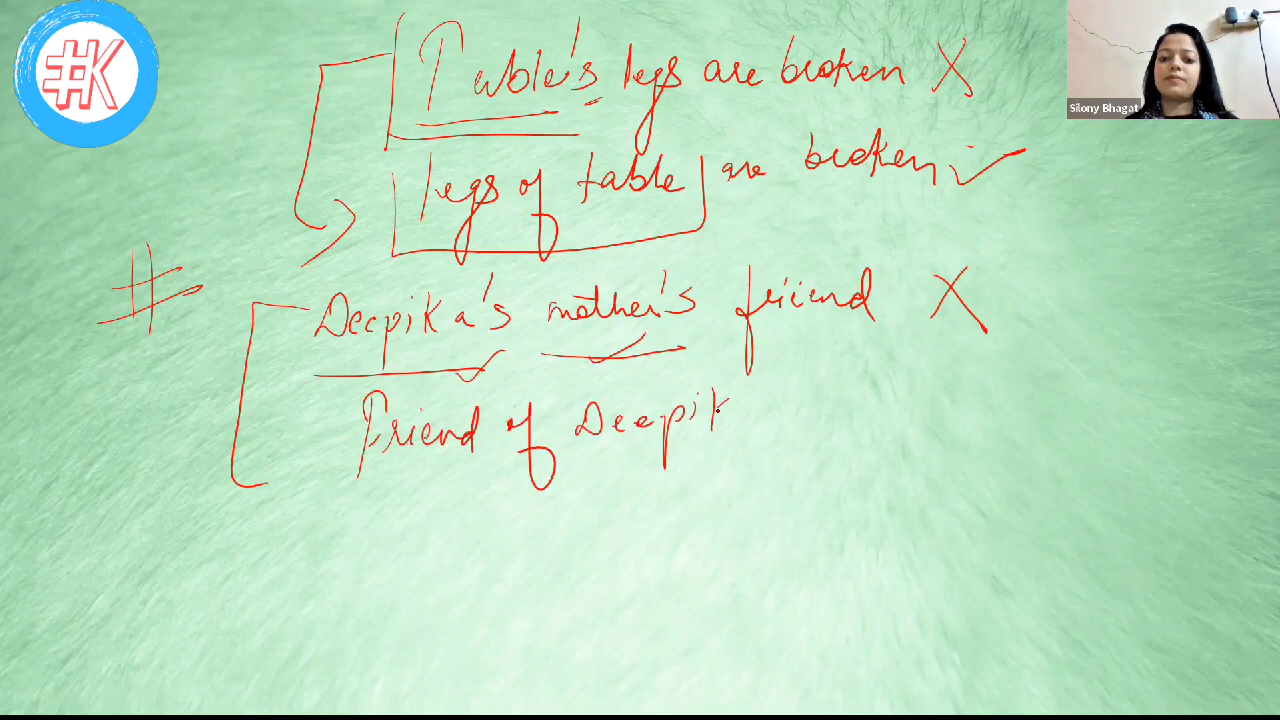 #K
Table's legs are broken X
Silony Bhagat
legs of table are broken ✓
# Deepika's mother's friend X
Friend of Deepik